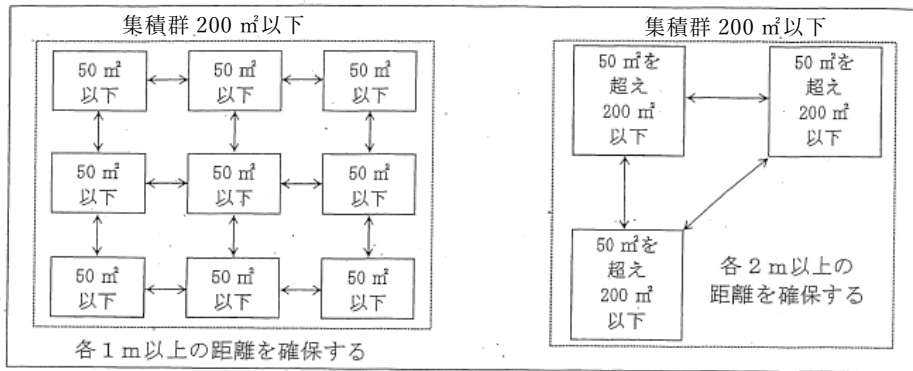 集積群 200 ㎡以下
50 ㎡
以下
50 ㎡
以下
50 ㎡
以下
50 ㎡
以下
50 ㎡
以下
50 ㎡
以下
50 ㎡
以下
50 ㎡
以下
50 ㎡
以下
各1m以上の距離を確保する
集積群 200 ㎡以下
50 ㎡を
超え
200 ㎡
以下
50 ㎡を
超え
200 ㎡
以下
50 ㎡を
超え
200 ㎡
以下
各2m以上の
距離を確保する